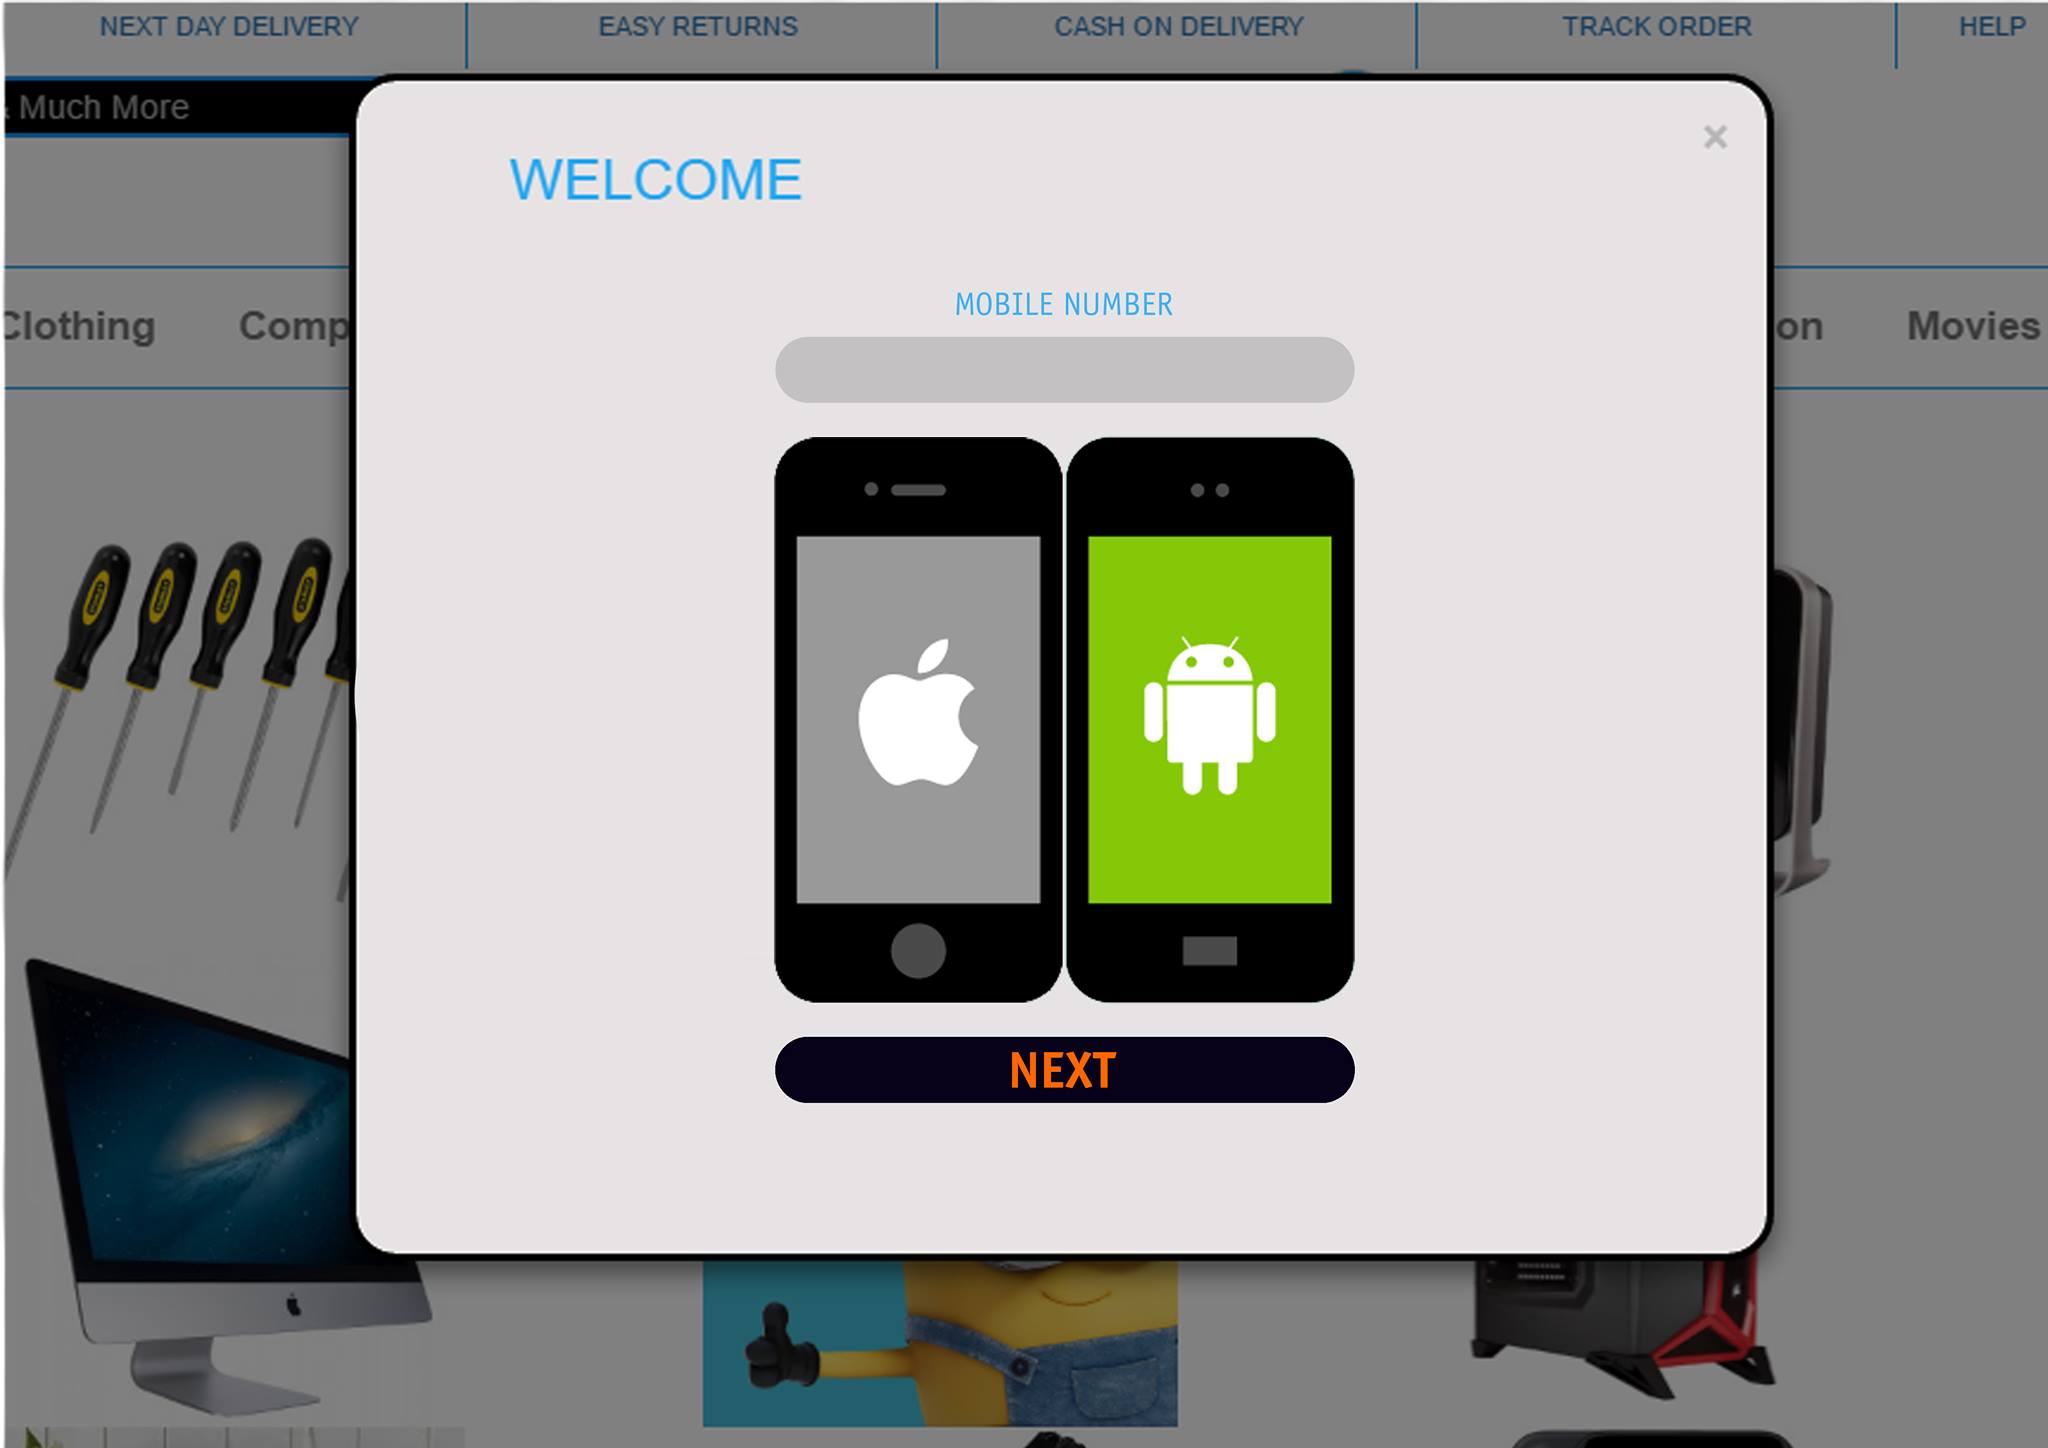 NEXT DAY DELIVERY
EASY RETURNS
CASH ON DELIVERY
TRACK ORDER
HELP
& Much More
WELCOME
×
Clothing
Comp
on
Movies
MOBILE NUMBER
NEXT